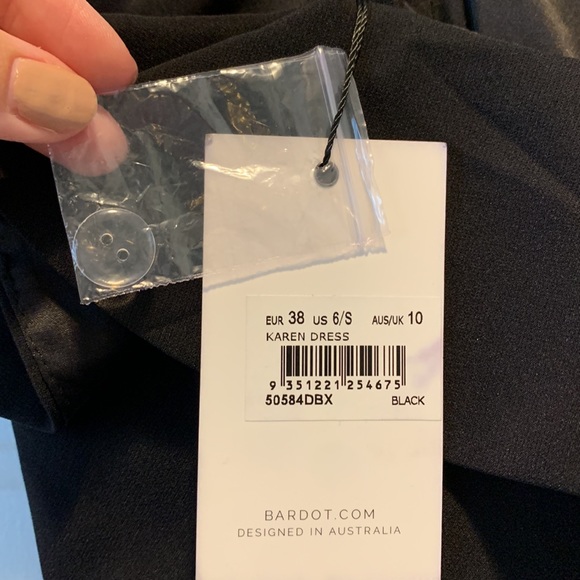 EUR 38 US 6/S AUS/UK 10
KAREN DRESS
9 351221 254675
50584DBX BLACK
BARDOT.COM
DESIGNED IN AUSTRALIA